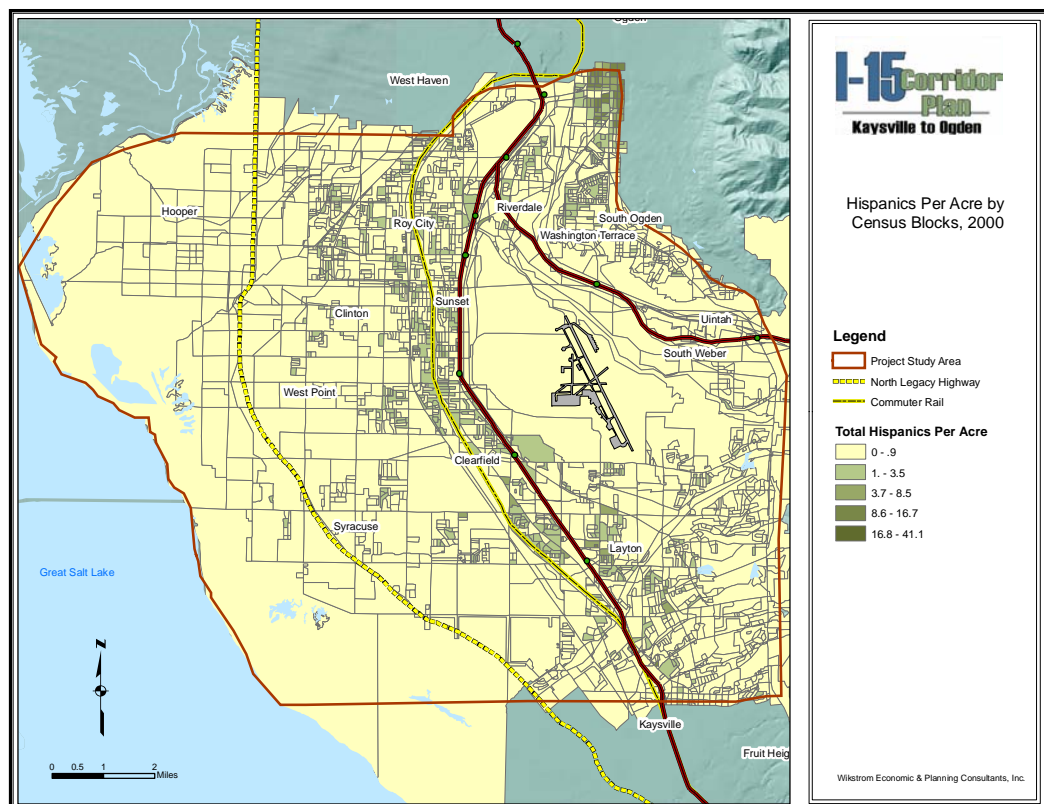 Ogden
West Haven
Hooper
Roy City
Riverdale
South Ogden
Washington Terrace
Sunset
Clinton
Uintah
South Weber
West Point
Clearfield
Syracuse
Layton
Great Salt Lake
Kaysville
Fruit Heig
N
0 0.5 1 2
Miles
I-15 Corridor
Plan
Kaysville to Ogden
Hispanics Per Acre by
Census Blocks, 2000
Legend
Project Study Area
North Legacy Highway
Commuter Rail
Total Hispanics Per Acre
0 - .9
1. - 3.5
3.7 - 8.5
8.6 - 16.7
16.8 - 41.1
Wikstrom Economic & Planning Consultants, Inc.